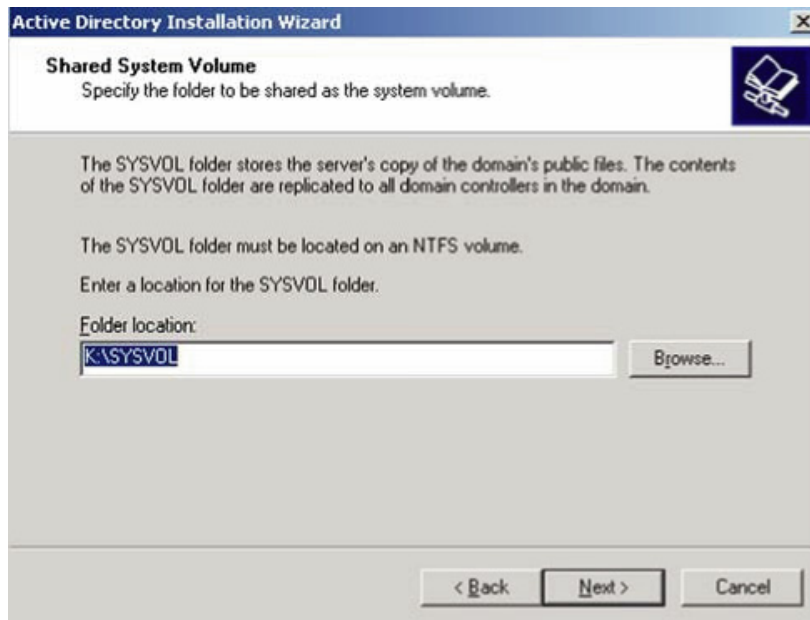 Active Directory Installation Wizard
Shared System Volume
Specify the folder to be shared as the system volume.
The SYSVOL folder stores the server's copy of the domain's public files. The contents
of the SYSVOL folder are replicated to all domain controllers in the domain.
The SYSVOL folder must be located on an NTFS volume.
Enter a location for the SYSVOL folder.
Folder location:
K:\SYSVOL
Browse...
< Back
Next >
Cancel